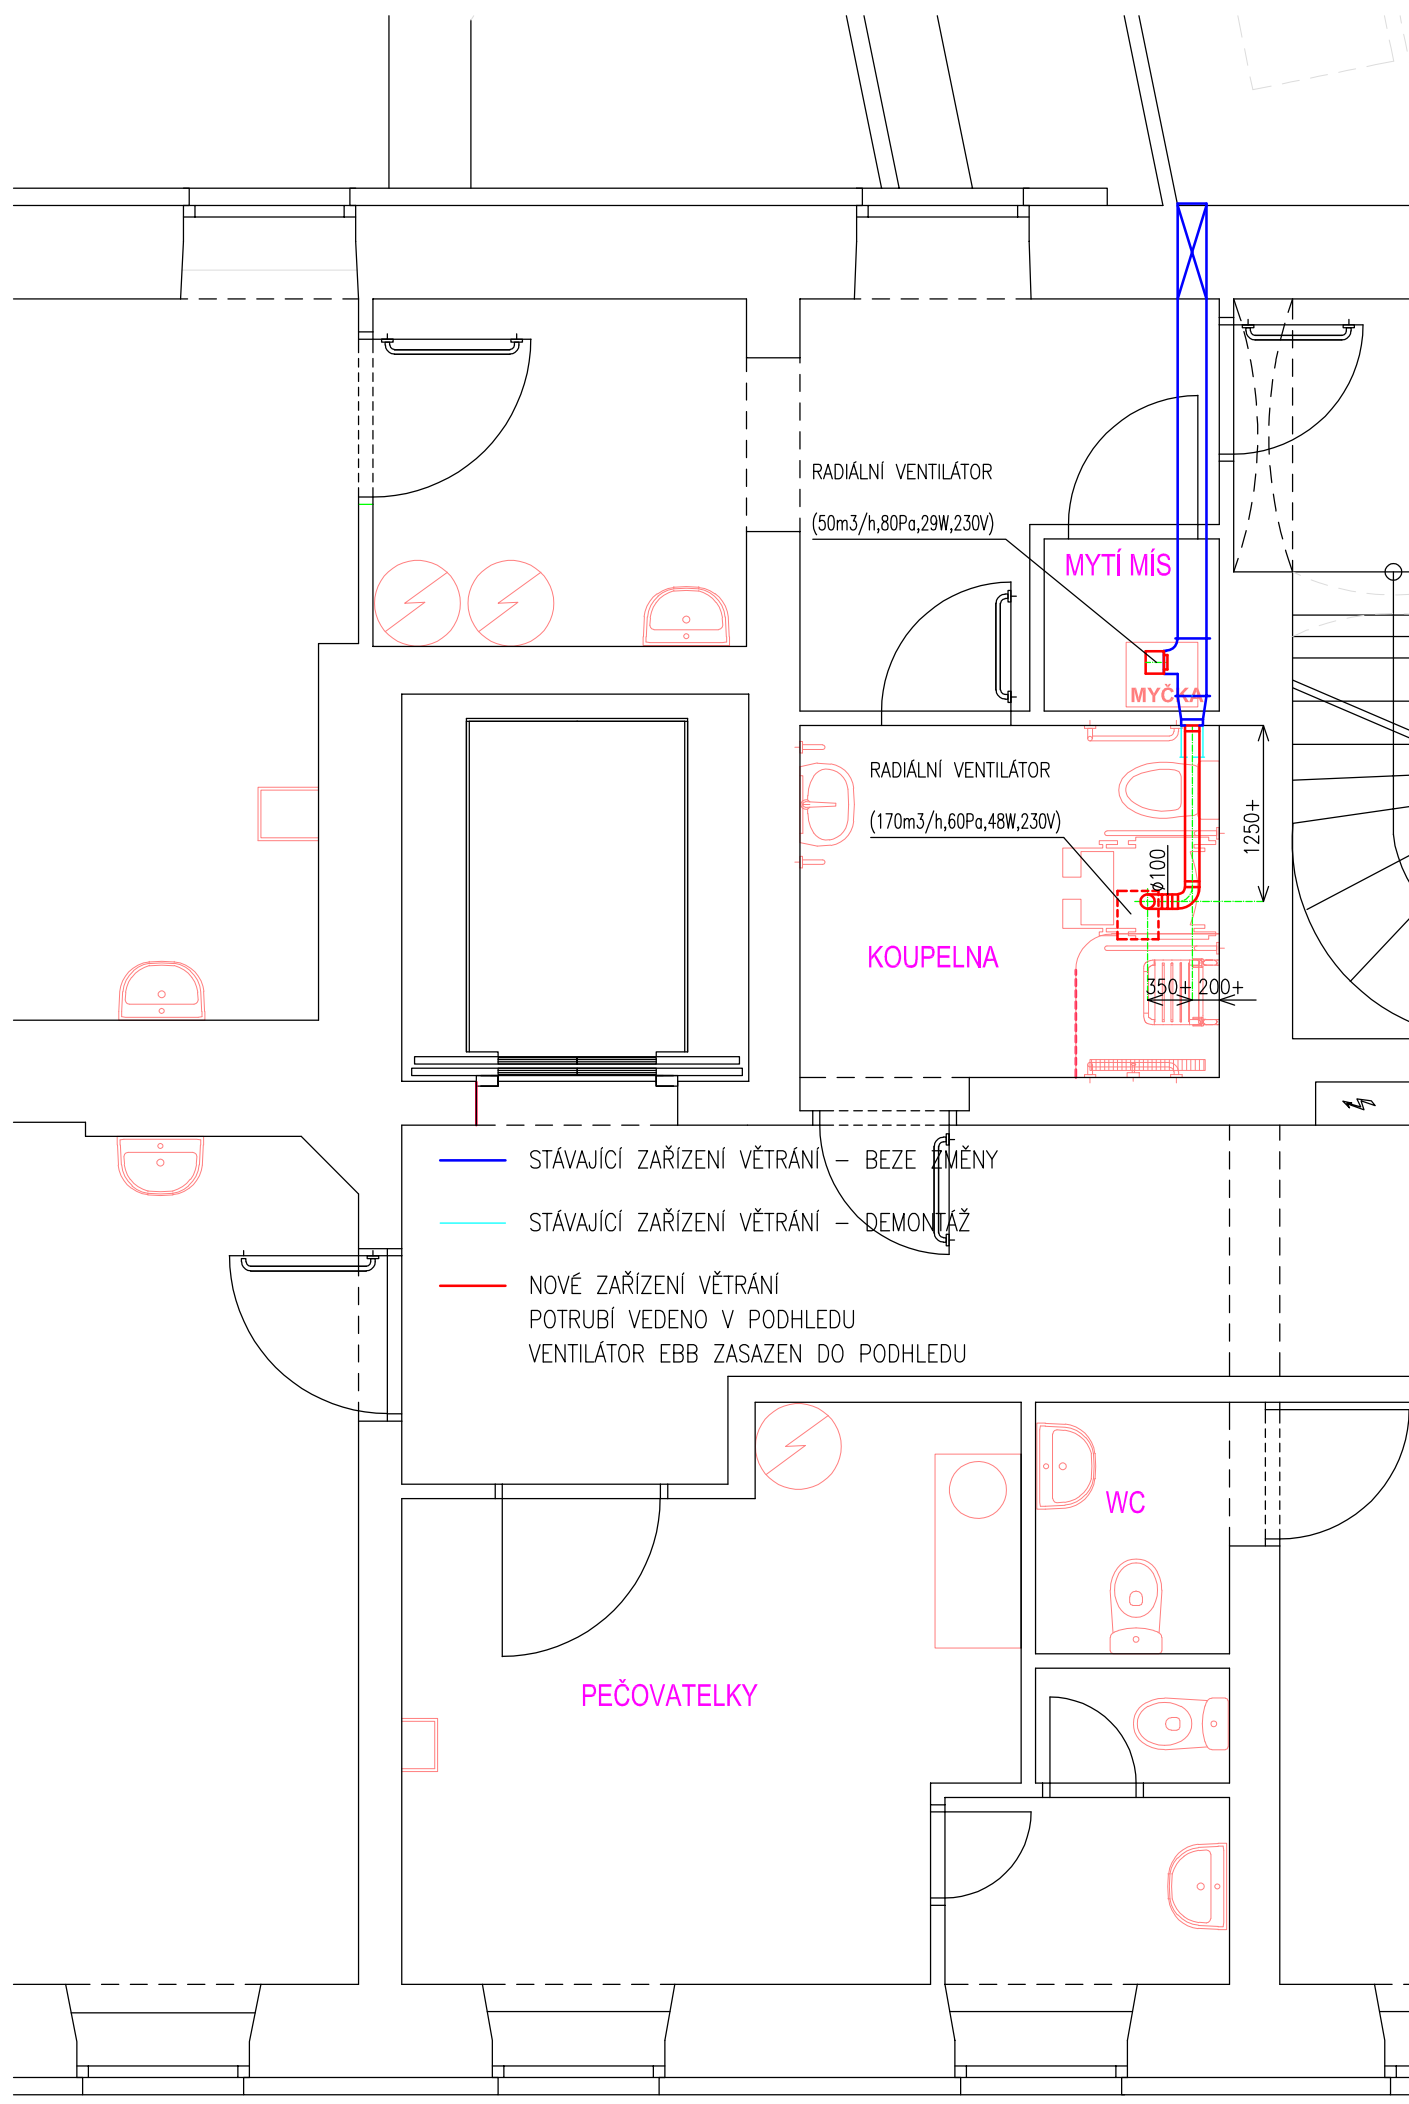 RADIÁLNÍ VENTILÁTOR
(50m3/h,80Pa,29W,230V)
MYTÍ MÍS
MYČKA
RADIÁLNÍ VENTILÁTOR
(170m3/h,60Pa,48W,230V)
1250+
ø100
KOUPELNA
350+ 200+
STÁVAJÍCÍ ZAŘÍZENÍ VĚTRÁNÍ – BEZE ZMĚNY
STÁVAJÍCÍ ZAŘÍZENÍ VĚTRÁNÍ – DEMONTÁŽ
NOVÉ ZAŘÍZENÍ VĚTRÁNÍ
POTRUBÍ VEDENO V PODHLEDU
VENTILÁTOR EBB ZASAZEN DO PODHLEDU
WC
PEČOVATELKY